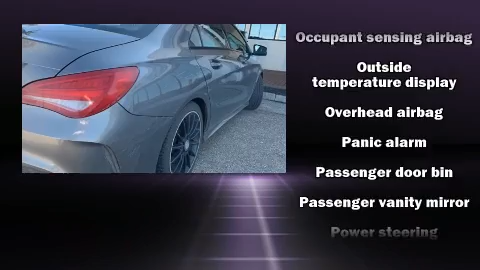 Occupant sensing airbag
Outside
temperature display
Overhead airbag
Panic alarm
Passenger door bin
Passenger vanity mirror
Power steering